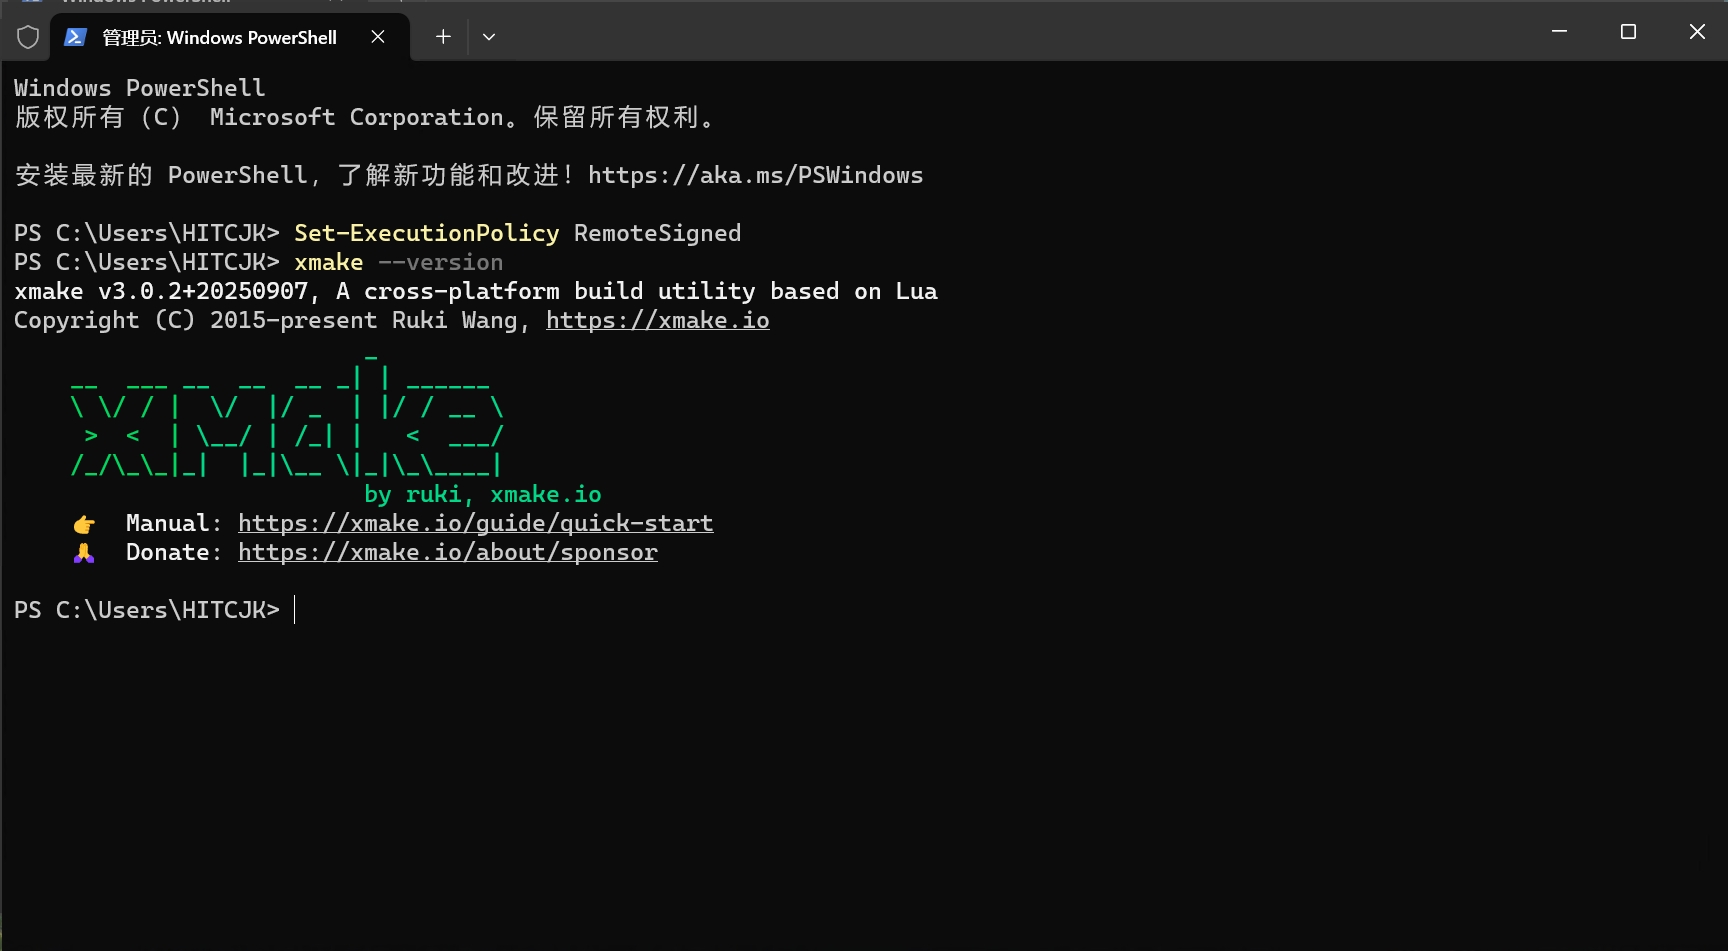 管理员: Windows PowerShell
Windows PowerShell
版权所有 (C) Microsoft Corporation。保留所有权利。
安装最新的 PowerShell，了解新功能和改进！https://aka.ms/PSWindows
PS C:\Users\HITCJK> Set-ExecutionPolicy RemoteSigned
PS C:\Users\HITCJK> xmake --version
xmake v3.0.2+20250907, A cross-platform build utility based on Lua
Copyright (C) 2015-present Ruki Wang, https://xmake.io
                         _
    __  ___ __  __  __ _| | ______
    \ \/ / |  \/  |/ _  | |/ / __ \
     >  <  | \__/ | /_| |   <  ___/
    /_/\_\_|_|  |_|\__ \|_|\_\____|
                         by ruki, xmake.io
👉 Manual: https://xmake.io/guide/quick-start
🙏 Donate: https://xmake.io/about/sponsor
PS C:\Users\HITCJK>